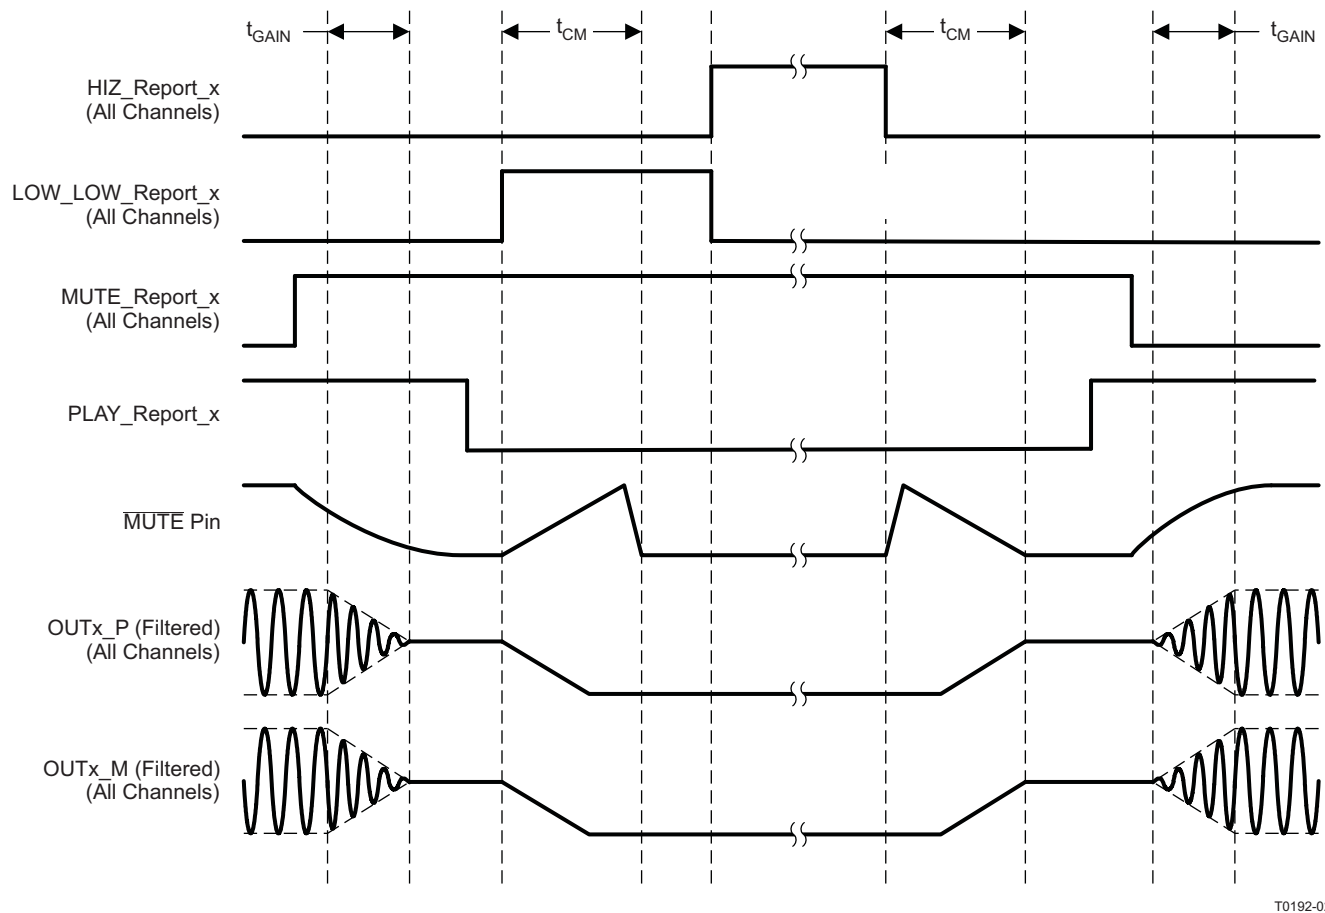 tGAIN
tCM
tCM
tGAIN
HIZ_Report_x
(All Channels)
LOW_LOW_Report_x
(All Channels)
MUTE_Report_x
(All Channels)
PLAY_Report_x
MUTE Pin
OUTx_P (Filtered)
(All Channels)
OUTx_M (Filtered)
(All Channels)